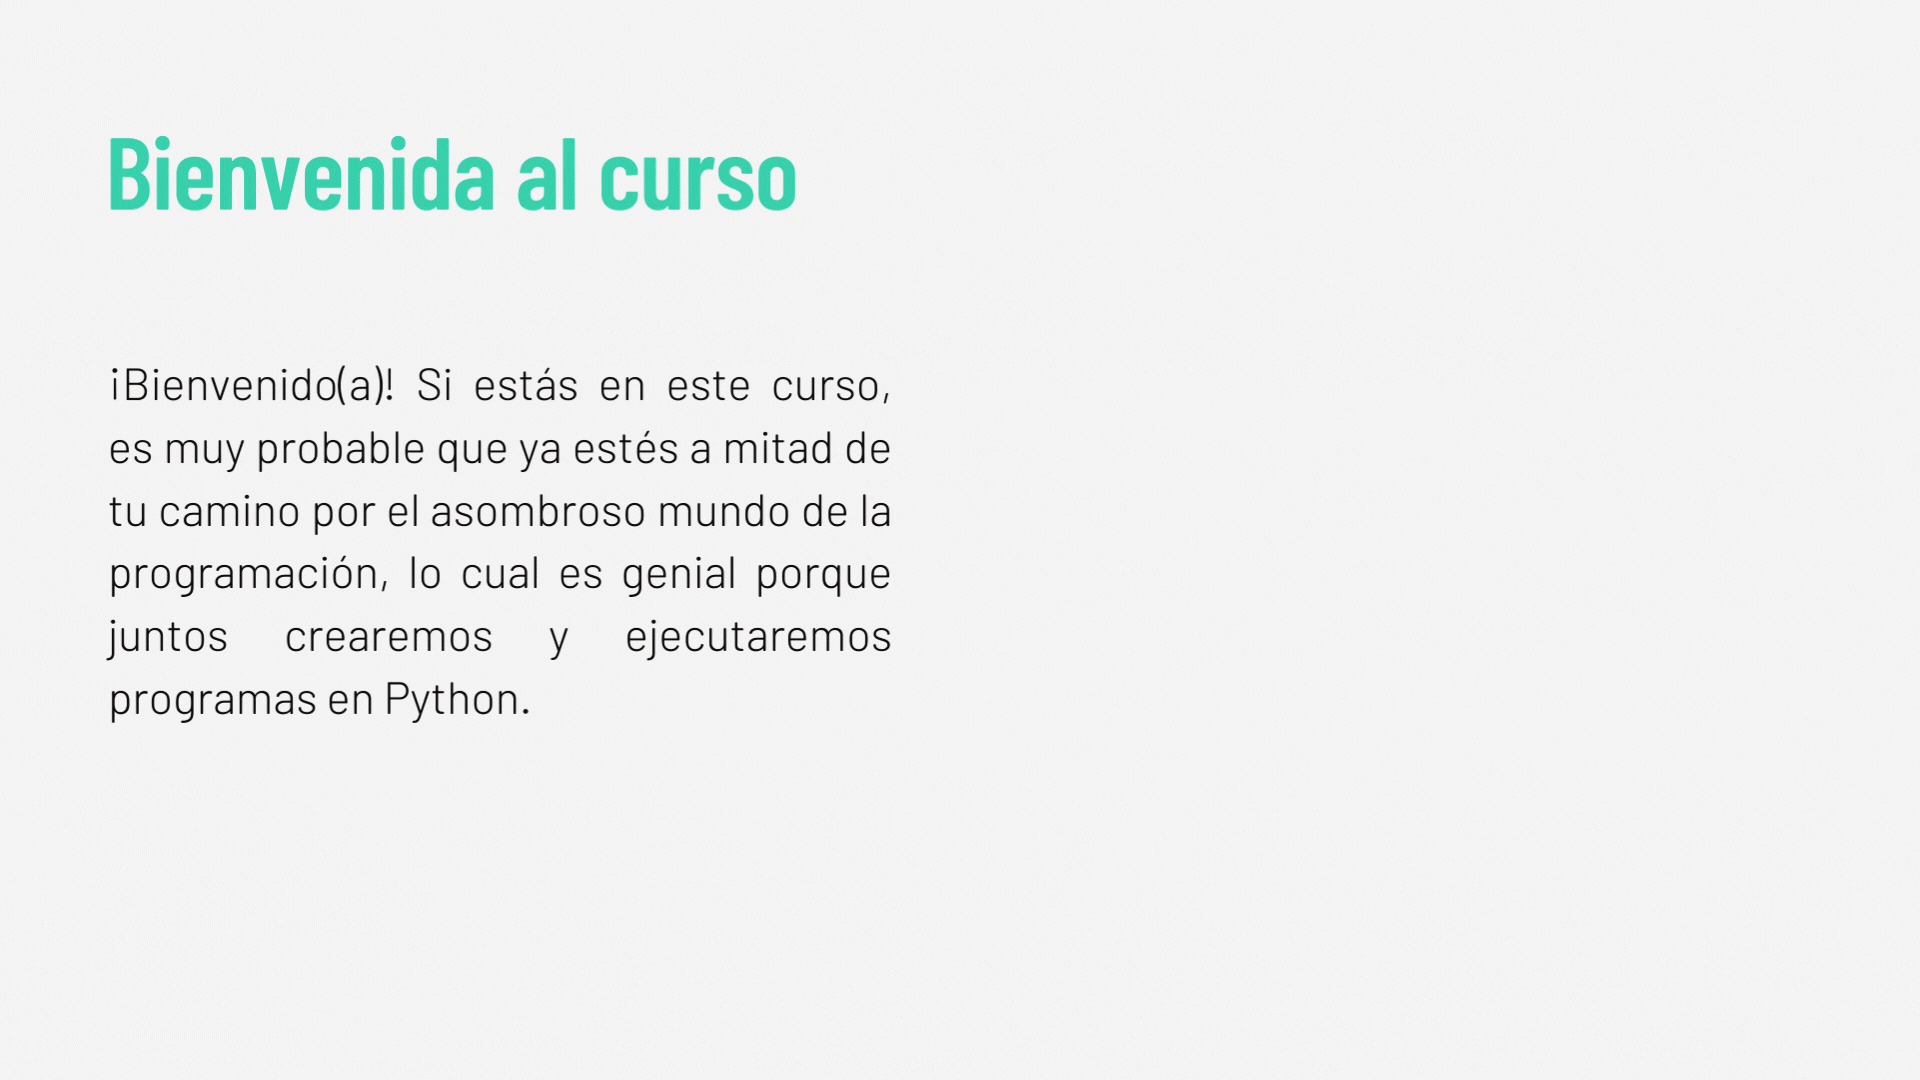 Bienvenida al curso
¡Bienvenido(a)! Si estás en este curso,
es muy probable que ya estés a mitad de
tu camino por el asombroso mundo de la
programación, lo cual es genial porque
juntos crearemos y ejecutaremos
programas en Python.